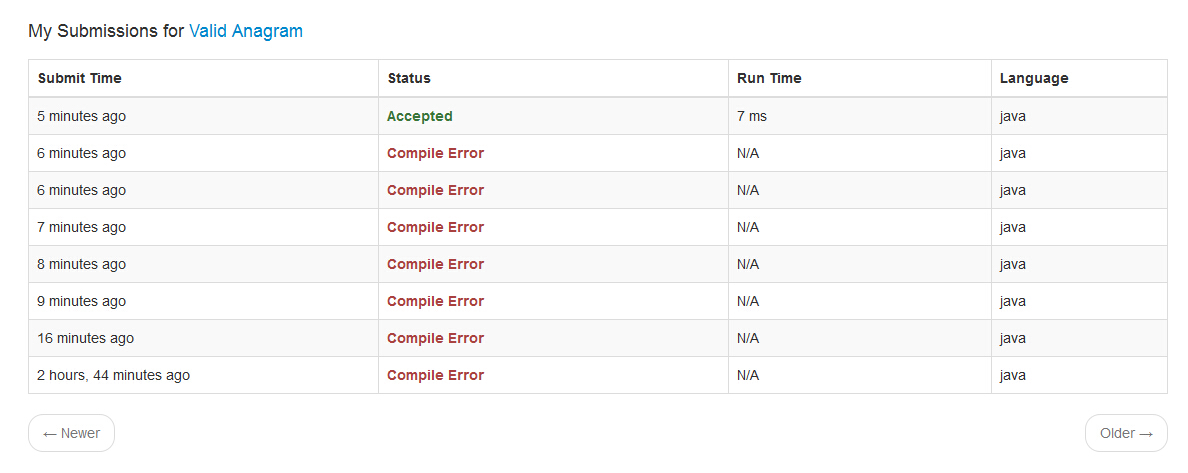 My Submissions for Valid Anagram
Submit Time Status Run Time Language
5 minutes ago Accepted 7 ms java
6 minutes ago Compile Error N/A java
6 minutes ago Compile Error N/A java
7 minutes ago Compile Error N/A java
8 minutes ago Compile Error N/A java
9 minutes ago Compile Error N/A java
16 minutes ago Compile Error N/A java
2 hours, 44 minutes ago Compile Error N/A java
← Newer Older →